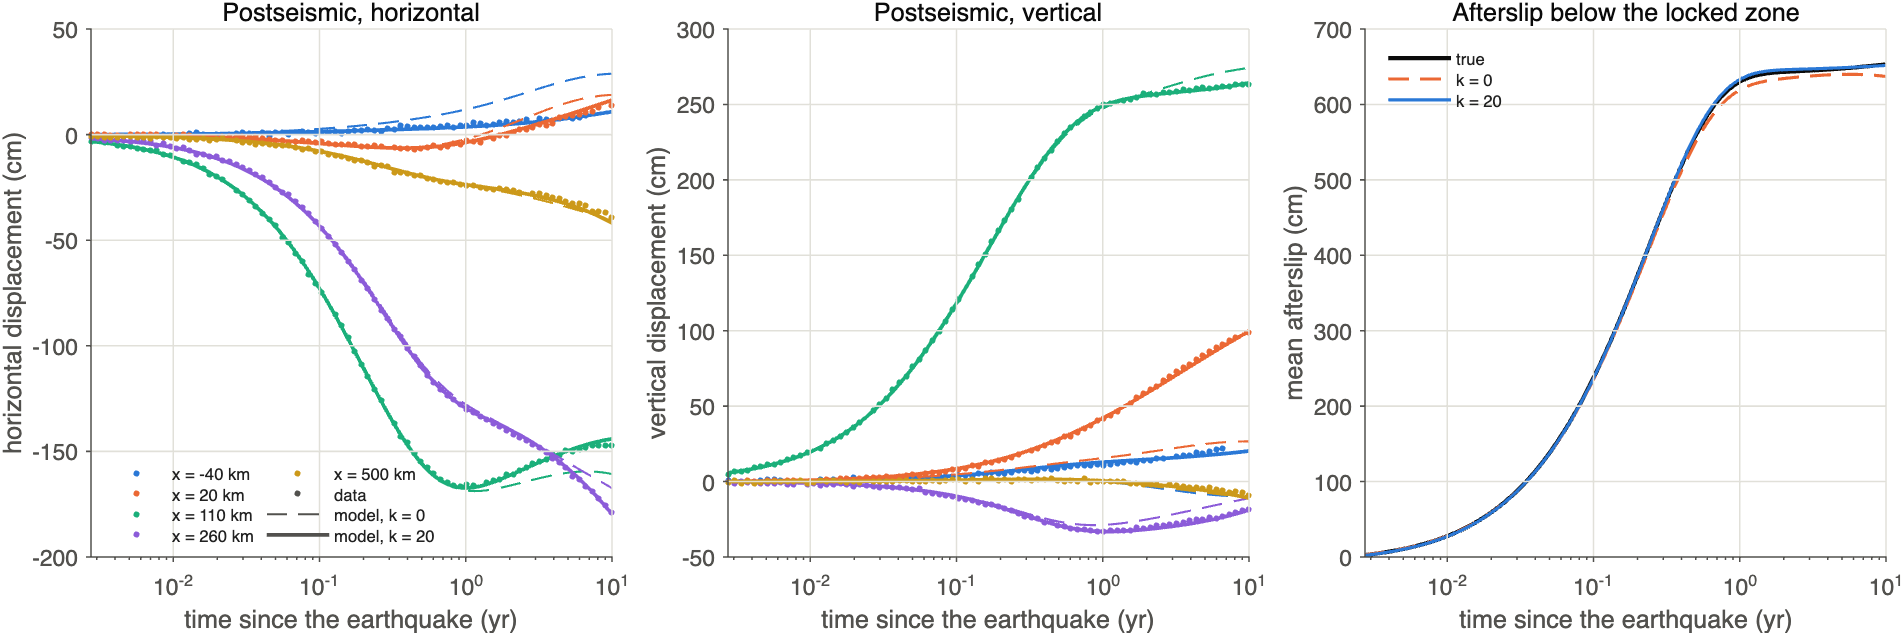 Postseismic, horizontal
50
0
-50
-100
-150
-200
horizontal displacement (cm)
x = -40 km
x = 20 km
x = 110 km
x = 260 km
x = 500 km
data
model, k = 0
model, k = 20
10-2
10-1
100
101
time since the earthquake (yr)
Postseismic, vertical
300
250
200
150
100
50
0
-50
vertical displacement (cm)
10-2
10-1
100
101
time since the earthquake (yr)
Afterslip below the locked zone
700
600
500
400
300
200
100
0
mean afterslip (cm)
true
k = 0
k = 20
10-2
10-1
100
101
time since the earthquake (yr)